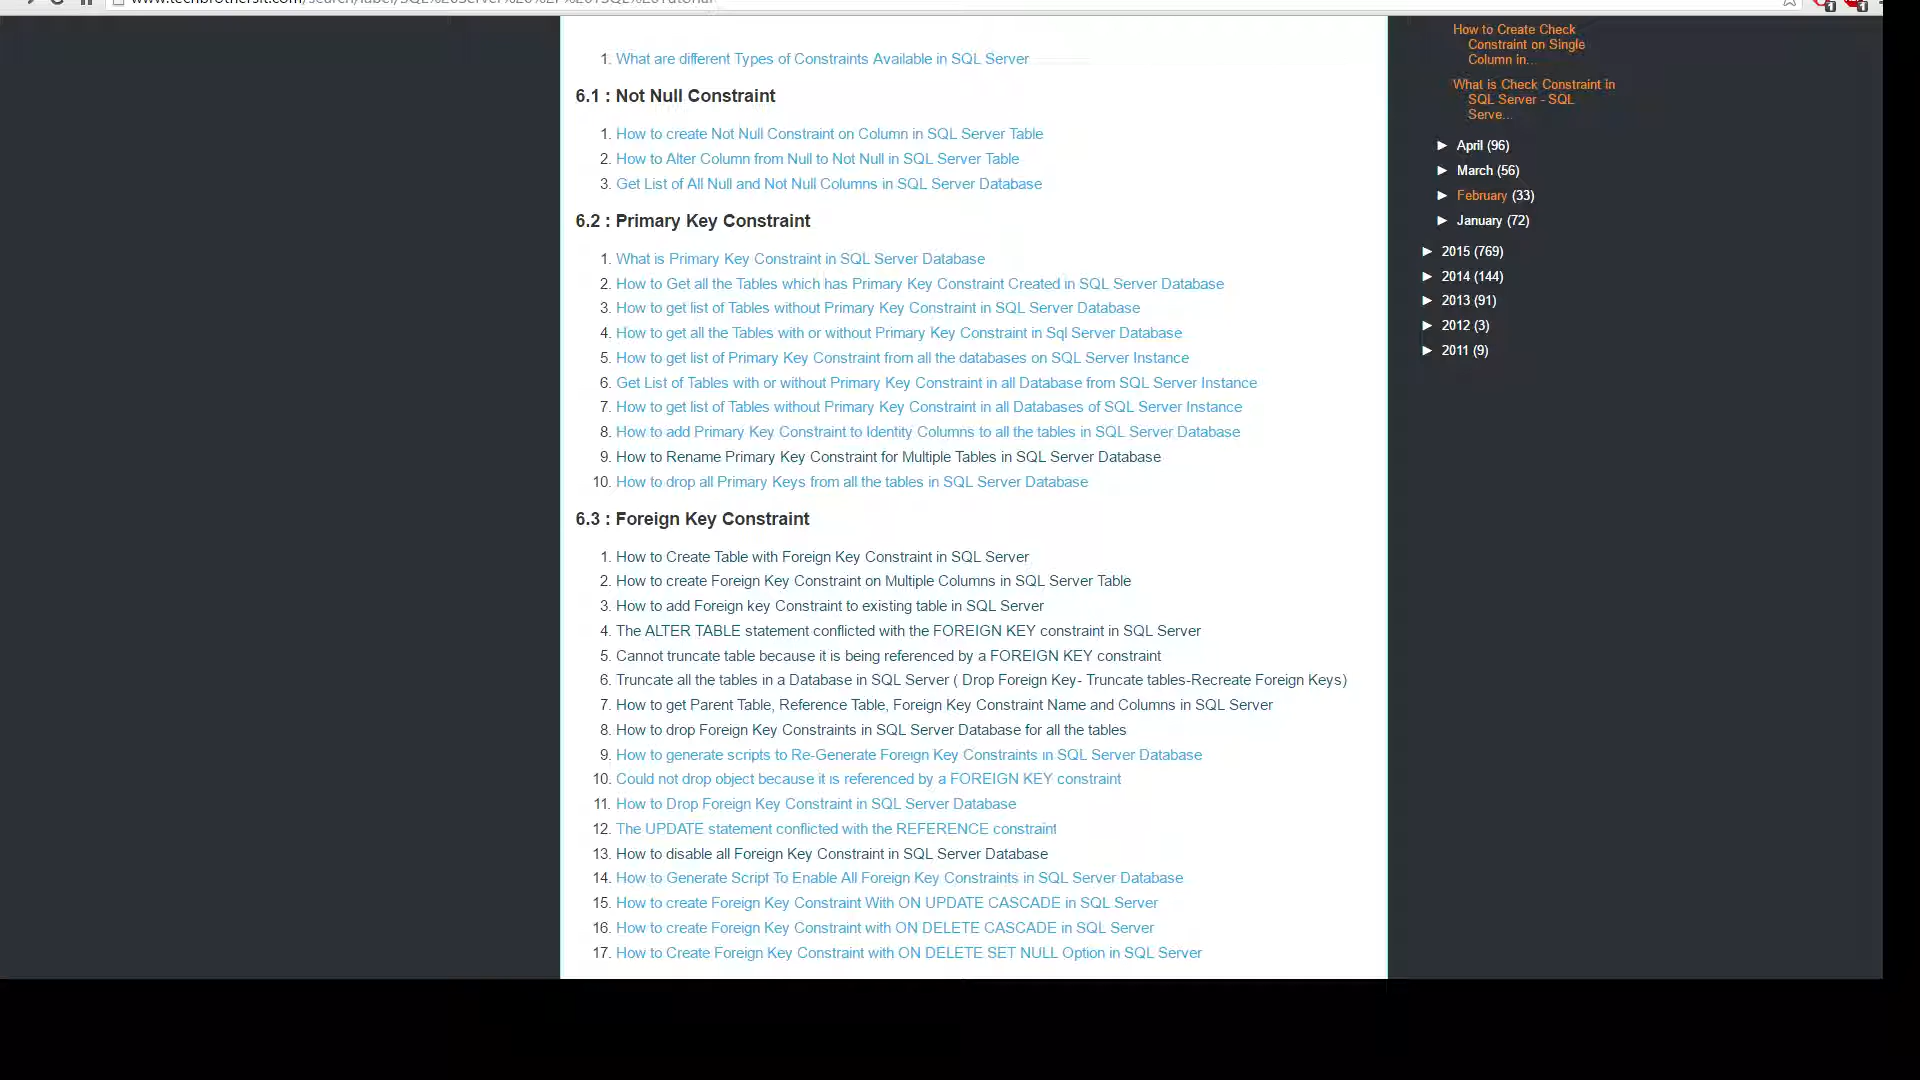 1. What are different Types of Constraints Available in SQL Server
6.1 : Not Null Constraint
1. How to create Not Null Constraint on Column in SQL Server Table
2. How to Alter Column from Null to Not Null in SQL Server Table
3. Get List of All Null and Not Null Columns in SQL Server Database
6.2 : Primary Key Constraint
1. What is Primary Key Constraint in SQL Server Database
2. How to Get all the Tables which has Primary Key Constraint Created in SQL Server Database
3. How to get list of Tables without Primary Key Constraint in SQL Server Database
4. How to get all the Tables with or without Primary Key Constraint in Sql Server Database
5. How to get list of Primary Key Constraint from all the databases on SQL Server Instance
6. Get List of Tables with or without Primary Key Constraint in all Database from SQL Server Instance
7. How to get list of Tables without Primary Key Constraint in all Databases of SQL Server Instance
8. How to add Primary Key Constraint to Identity Columns to all the tables in SQL Server Database
9. How to Rename Primary Key Constraint for Multiple Tables in SQL Server Database
10. How to drop all Primary Keys from all the tables in SQL Server Database
6.3 : Foreign Key Constraint
1. How to Create Table with Foreign Key Constraint in SQL Server
2. How to create Foreign Key Constraint on Multiple Columns in SQL Server Table
3. How to add Foreign key Constraint to existing table in SQL Server
4. The ALTER TABLE statement conflicted with the FOREIGN KEY constraint in SQL Server
5. Cannot truncate table because it is being referenced by a FOREIGN KEY constraint
6. Truncate all the tables in a Database in SQL Server ( Drop Foreign Key- Truncate tables-Recreate Foreign Keys)
7. How to get Parent Table, Reference Table, Foreign Key Constraint Name and Columns in SQL Server
8. How to drop Foreign Key Constraints in SQL Server Database for all the tables
9. How to generate scripts to Re-Generate Foreign Key Constraints in SQL Server Database
10. Could not drop object because it is referenced by a FOREIGN KEY constraint
11. How to Drop Foreign Key Constraint in SQL Server Database
12. The UPDATE statement conflicted with the REFERENCE constraint
13. How to disable all Foreign Key Constraint in SQL Server Database
14. How to Generate Script To Enable All Foreign Key Constraints in SQL Server Database
15. How to create Foreign Key Constraint With ON UPDATE CASCADE in SQL Server
16. How to create Foreign Key Constraint with ON DELETE CASCADE in SQL Server
17. How to Create Foreign Key Constraint with ON DELETE SET NULL Option in SQL Server
How to Create Check
Constraint on Single
Column in...
What is Check Constraint in
SQL Server - SQL
Serve...
► April (96)
► March (56)
► February (33)
► January (72)
► 2015 (769)
► 2014 (144)
► 2013 (91)
► 2012 (3)
► 2011 (9)